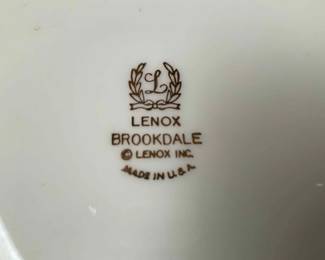 L
LENOX
BROOKDALE
© LENOX INC.
MADE IN U.S.A.